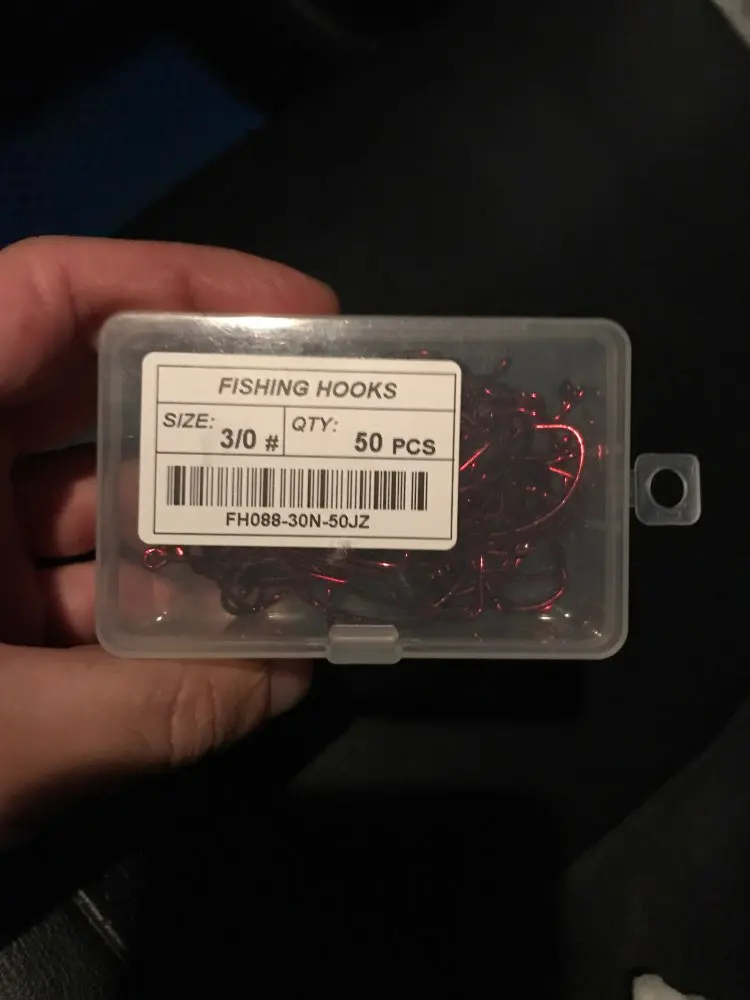 FISHING HOOKS
SIZE: 3/0 #
QTY: 50 PCS
FH088-30N-50JZ